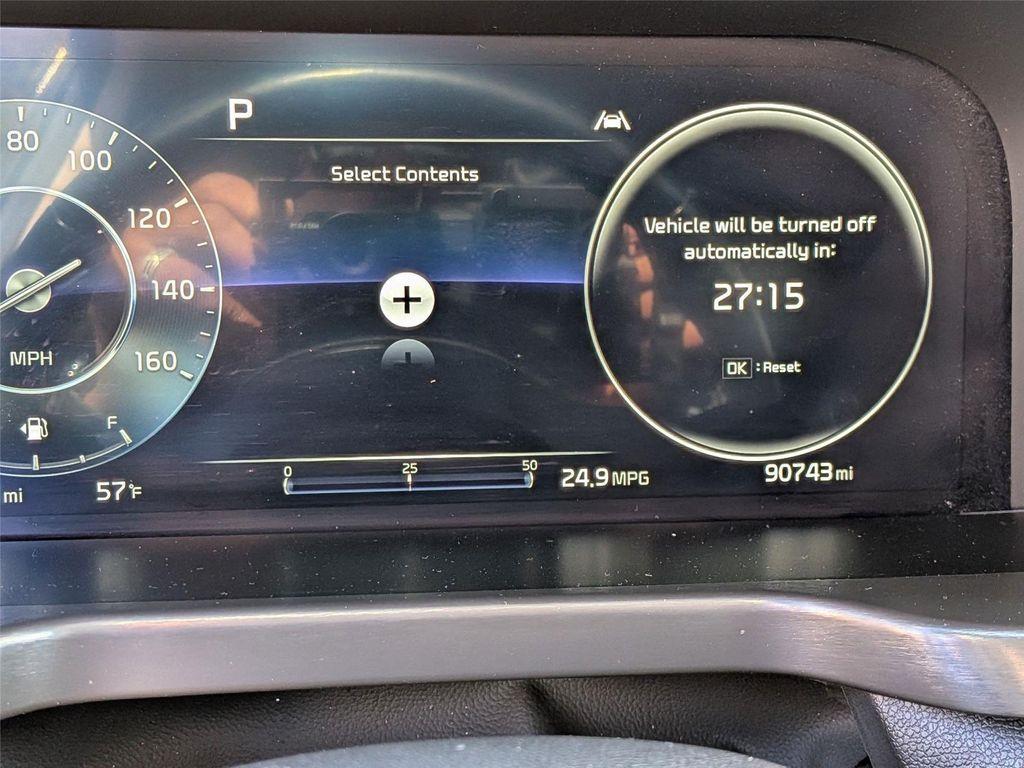 P
80
100
120
140
160
MPH
F
mi
57°F
Select Contents
+
0
25
50
24.9 MPG
Vehicle will be turned off
automatically in:
27:15
OK : Reset
90743 mi